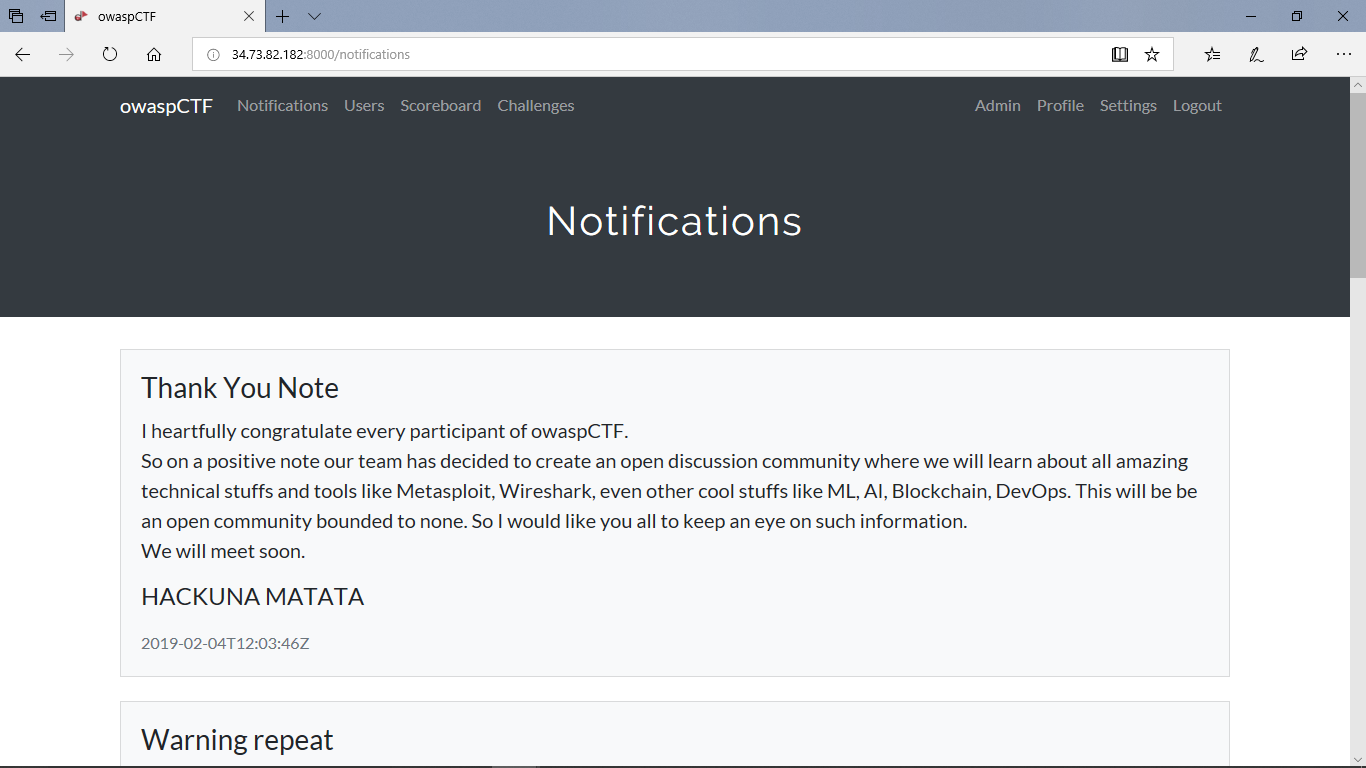 owaspCTF
34.73.82.182:8000/notifications
owaspCTF Notifications Users Scoreboard Challenges Admin Profile Settings Logout
Notifications
Thank You Note
I heartfully congratulate every participant of owaspCTF.
So on a positive note our team has decided to create an open discussion community where we will learn about all amazing
technical stuffs and tools like Metasploit, Wireshark, even other cool stuffs like ML, AI, Blockchain, DevOps. This will be be
an open community bounded to none. So I would like you all to keep an eye on such information.
We will meet soon.
HACKUNA MATATA
2019-02-04T12:03:46Z
Warning repeat